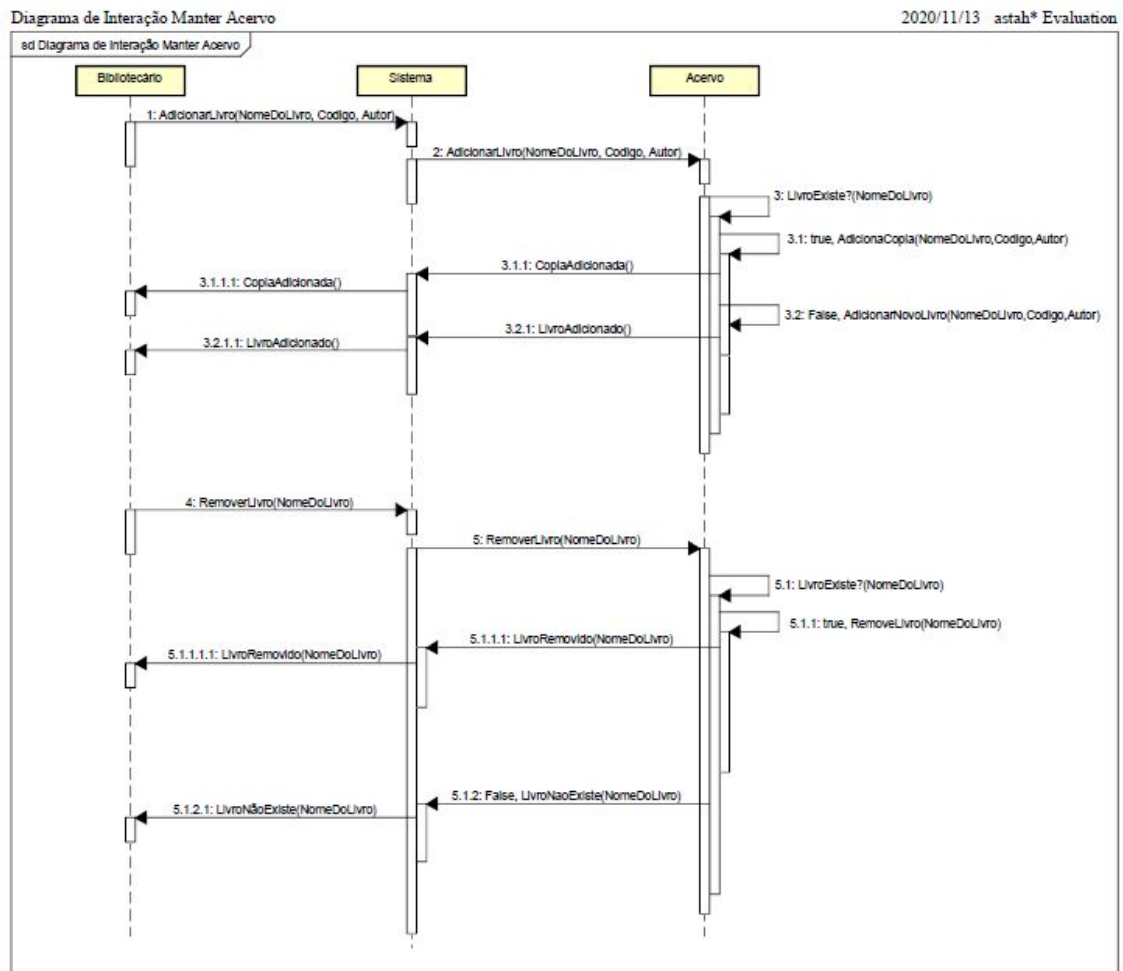 Diagrama de Interação Manter Acervo 2020/11/13 astah* Evaluation
sd Diagrama de Interação Manter Acervo
Bibliotecário Sistema Acervo
1: AdicionarLivro(NomeDoLivro, Codigo, Autor)
2: AdicionarLivro(NomeDoLivro, Codigo, Autor)
3: LivroExiste?(NomeDoLivro)
3.1: true, AdicionaCopia(NomeDoLivro,Codigo,Autor)
3.1.1: CopiaAdicionada()
3.1.1.1: CopiaAdicionada()
3.2: False, AdicionarNovoLivro(NomeDoLivro,Codigo,Autor)
3.2.1: LivroAdicionado()
3.2.1.1: LivroAdicionado()
4: RemoverLivro(NomeDoLivro)
5: RemoverLivro(NomeDoLivro)
5.1: LivroExiste?(NomeDoLivro)
5.1.1: true, RemoveLivro(NomeDoLivro)
5.1.1.1: LivroRemovido(NomeDoLivro)
5.1.1.1.1: LivroRemovido(NomeDoLivro)
5.1.2: False, LivroNaoExiste(NomeDoLivro)
5.1.2.1: LivroNãoExiste(NomeDoLivro)